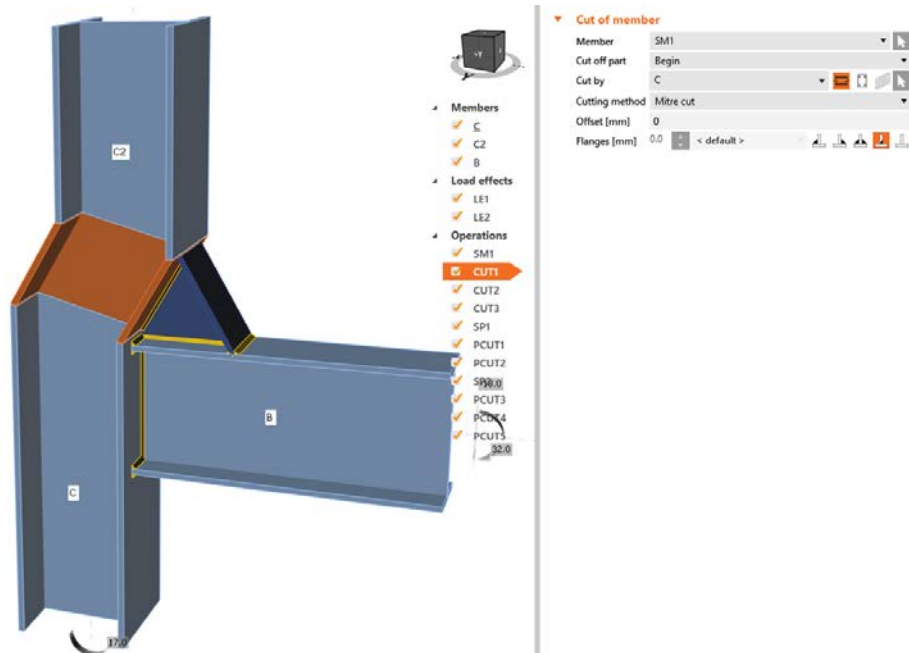 C2
+Y
Members
C
C2
B
Load effects
LE1
LE2
Operations
SM1
CUT1
CUT2
CUT3
SP1
PCUT1
PCUT2
PCUT3
PCUT4
PCUT5
B
32.0
C
17.0
Cut of member
Member SM1
Cut off part Begin
Cut by C
Cutting method Mitre cut
Offset [mm] 0
Flanges [mm] 0.0 < default >